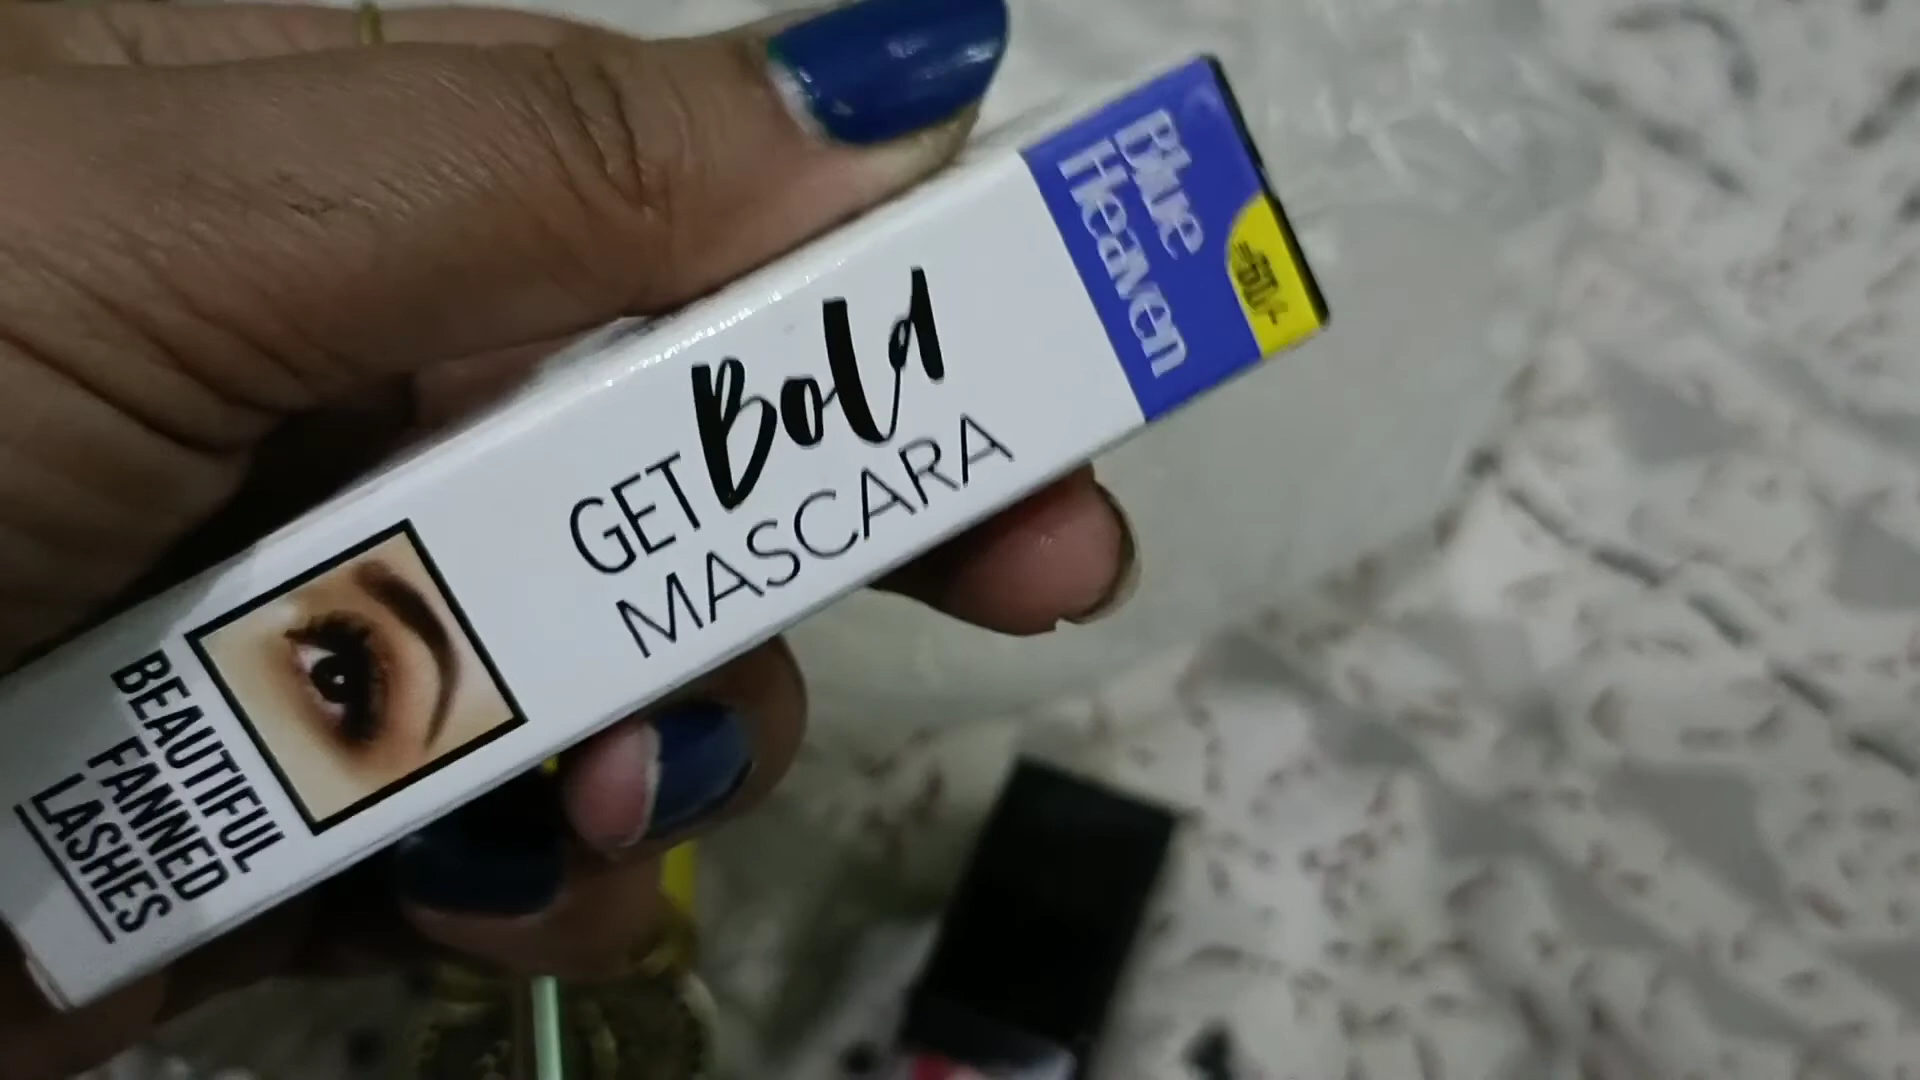 Blue
Heaven
GET Bold
MASCARA
BEAUTIFUL
FANNED
LASHES